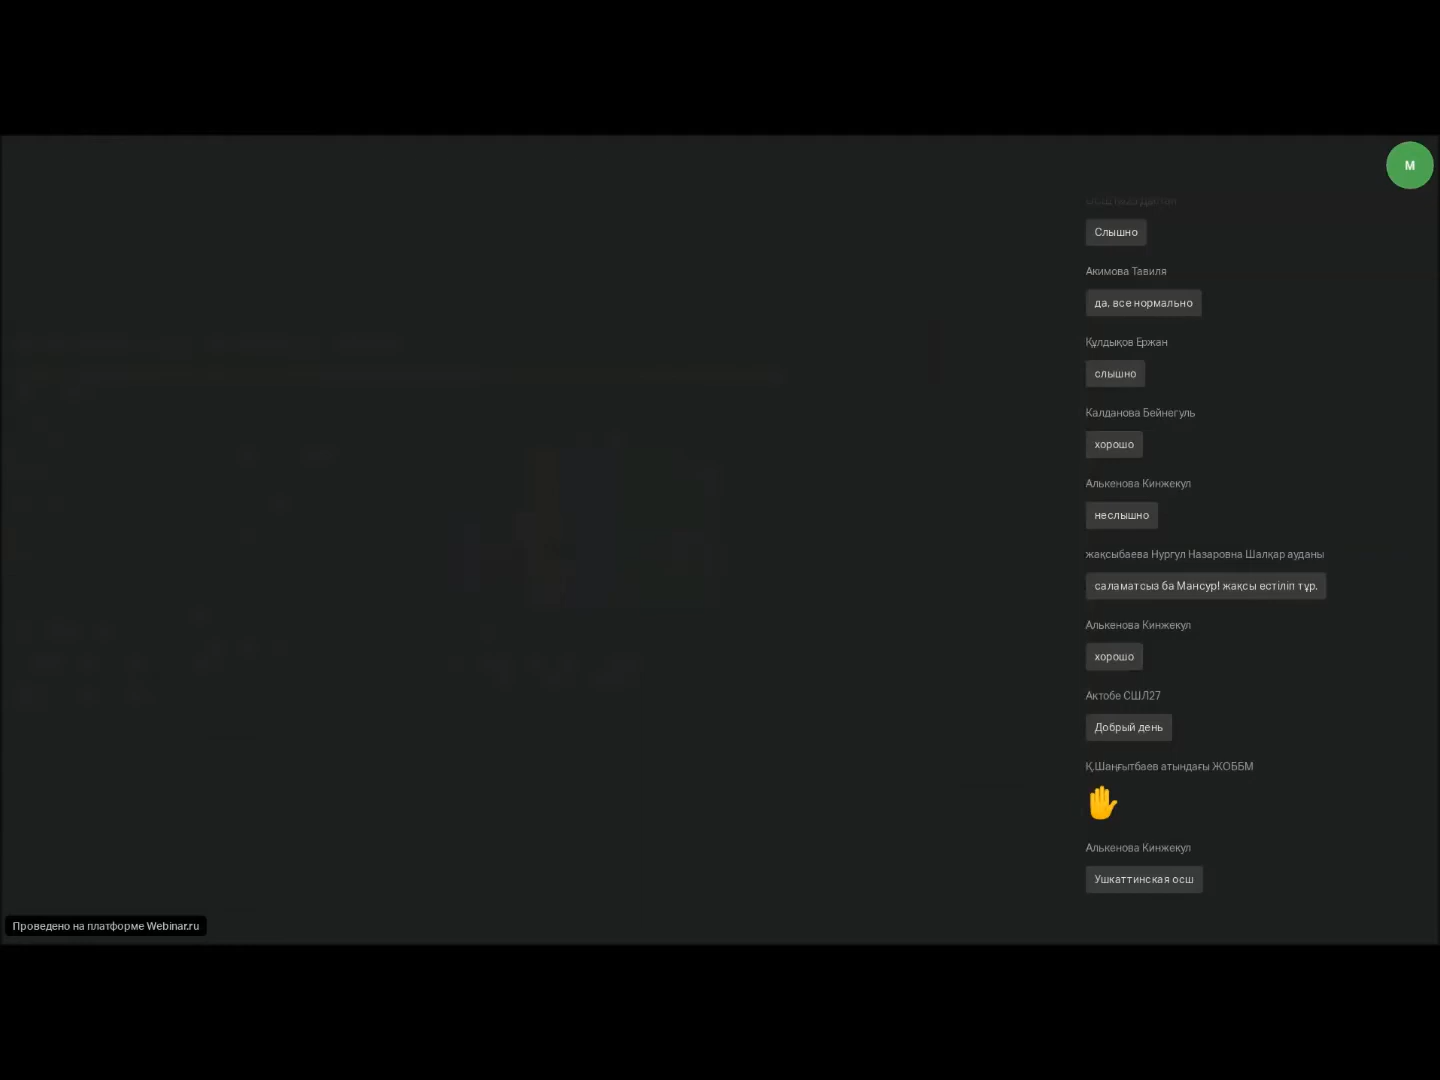 М
Слышно
Акимова Тавиля
да, все нормально
Құлдықов Ержан
слышно
Калданова Бейнегуль
хорошо
Алькенова Кинжекул
неслышно
жақсыбаева Нургул Назаровна Шалқар ауданы
саламатсыз ба Мансур! жақсы естіліп тұр.
Алькенова Кинжекул
хорошо
Актобе СШЛ27
Добрый день
Қ.Шаңғытбаев атындағы ЖОББМ
Алькенова Кинжекул
Ушкаттинская осш
Проведено на платформе Webinar.ru